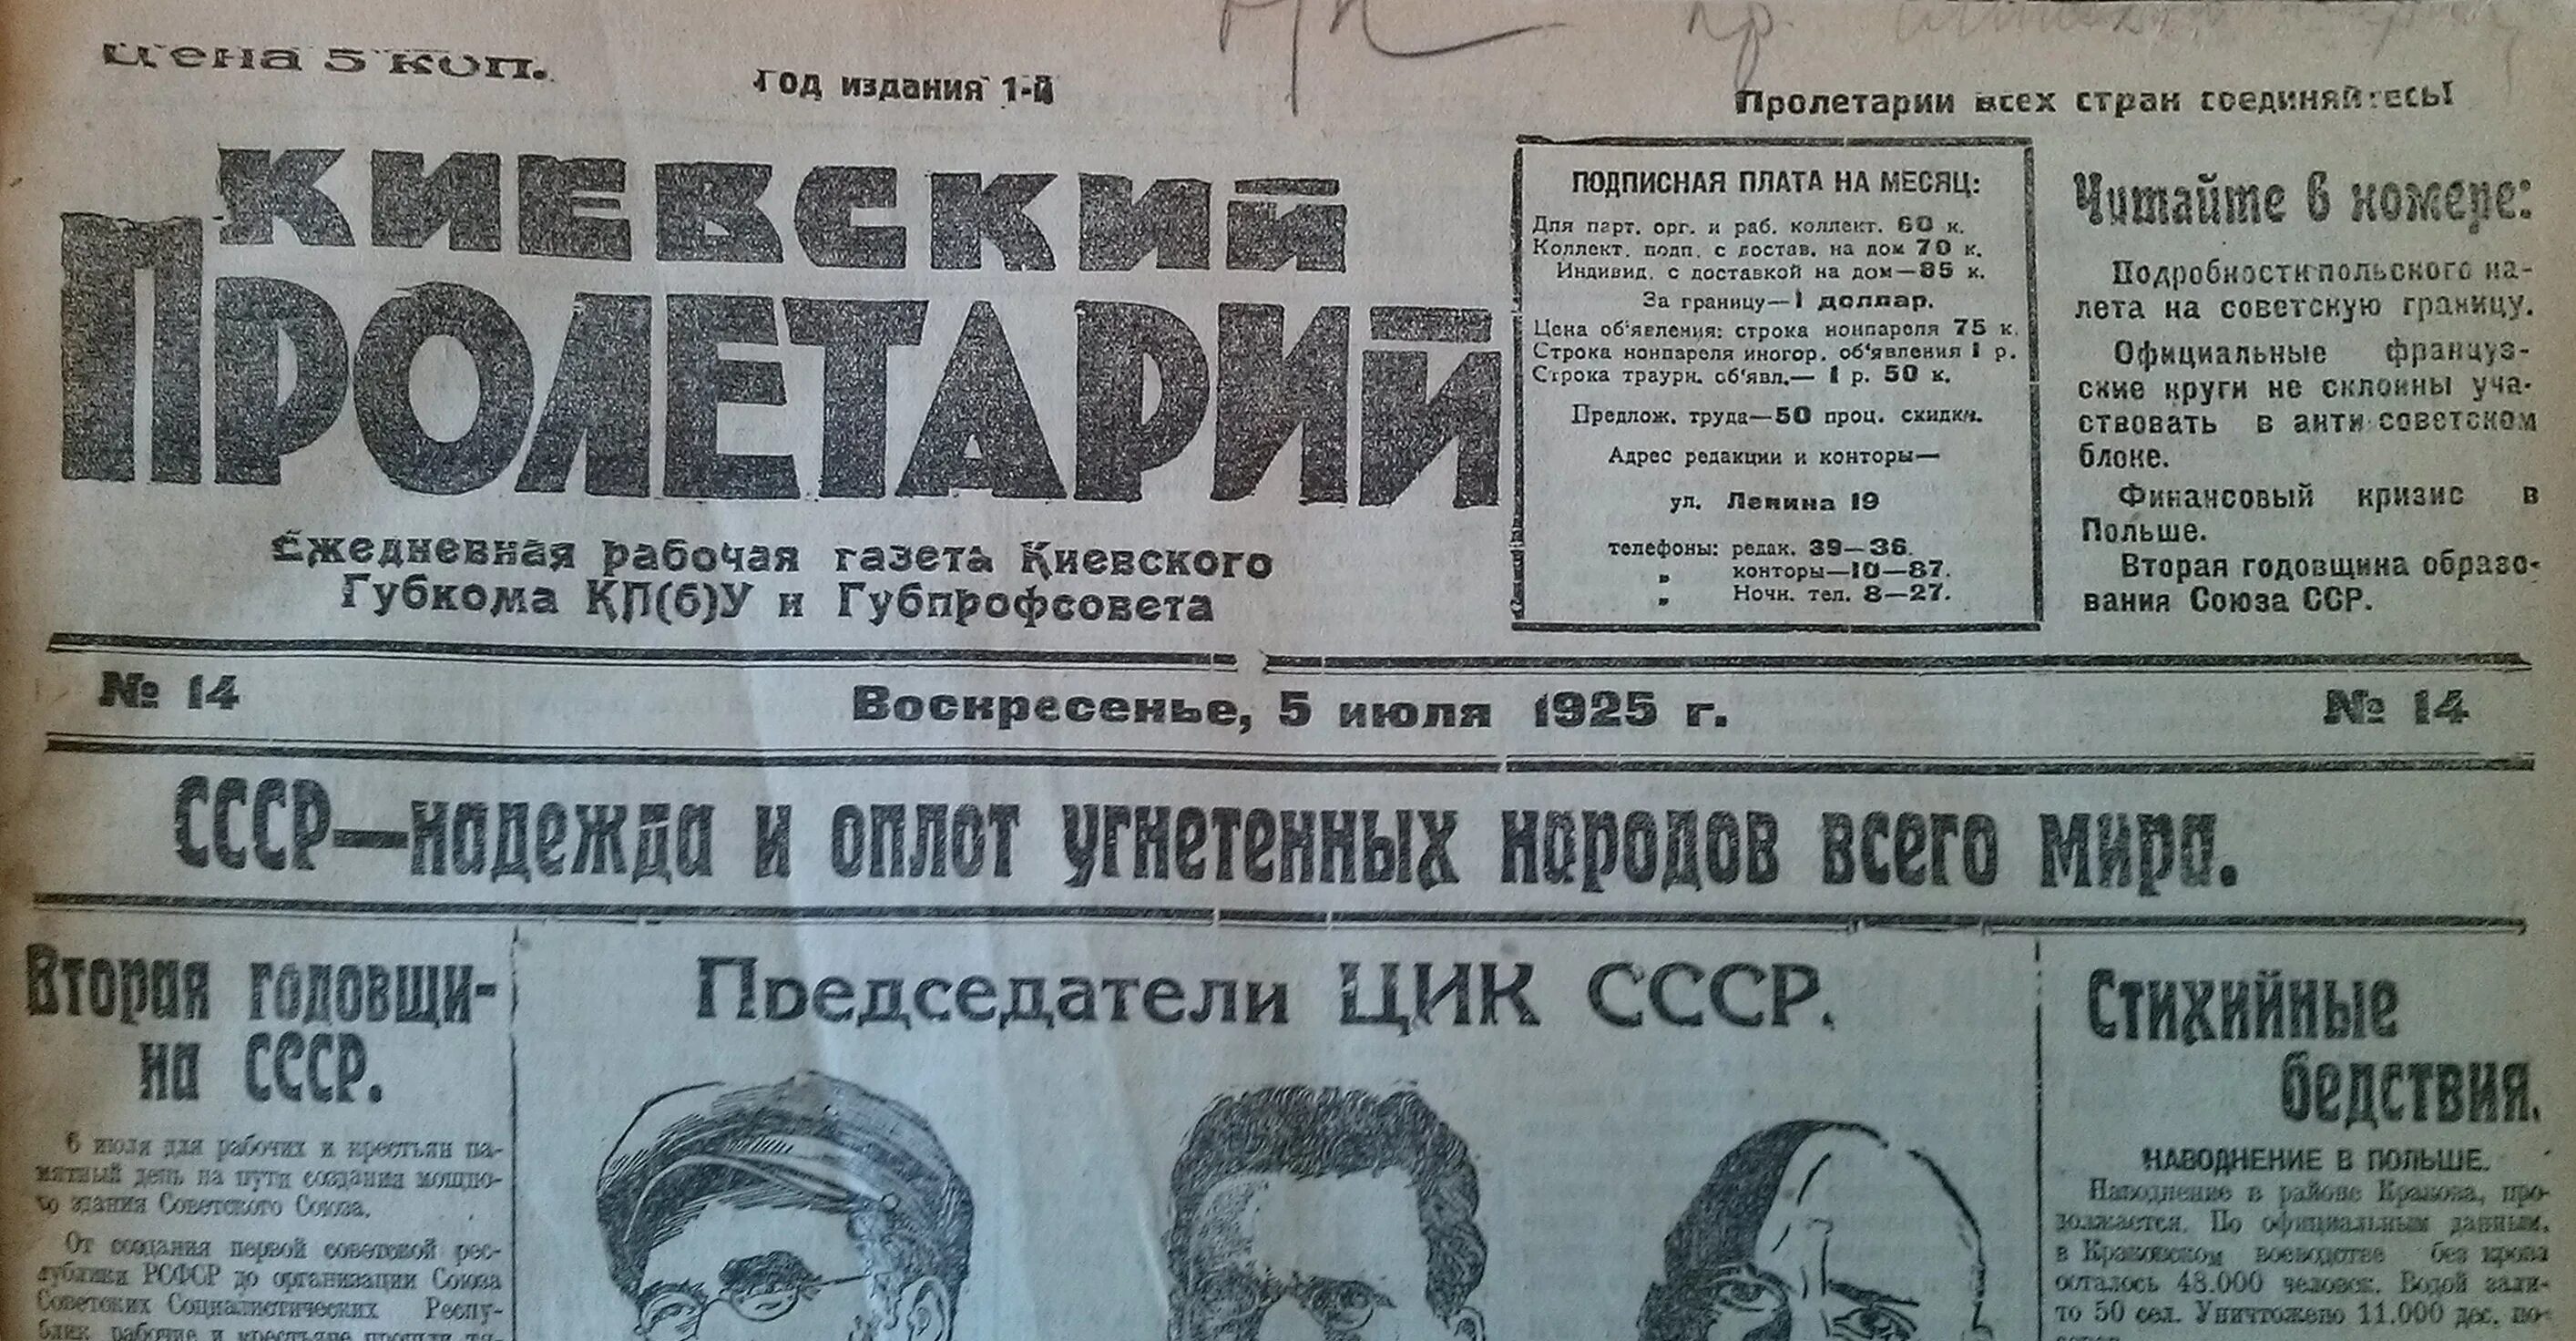 Цена 5 коп.
Год издания 1-й
Пролетарии всех стран соединяйтесь!
КИЕВСКИЙ
ПРОЛЕТАРИЙ
Ежедневная рабочая газета Киевского
Губкома КП(б)У и Губпрофсовета
ПОДПИСНАЯ ПЛАТА НА МЕСЯЦ:
Для парт. орг. и раб. коллект. 60 к.
Коллект. подп. с достав. на дом 70 к.
Индивид. с доставкой на дом—85 к.
За границу—1 доллар.
Цена об'явления: строка нонпареля 75 к.
Строка нонпареля иногор. об'явления 1 р.
Строка траурн. об'явл.— 1 р. 50 к.
Предлож. труда—50 проц. скидки.
Адрес редакции и конторы—
ул. Ленина 19
телефоны: редак. 39—36.
„ конторы—10—87.
„ Ночн. тел. 8—27.
Читайте в номере:
Подробности польского на-
лета на советскую границу.
Официальные француз-
ские круги не склонны уча-
ствовать в анти-советском
блоке.
Финансовый кризис в
Польше.
Вторая годовщина образо-
вания Союза ССР.
№ 14
Воскресенье, 5 июля 1925 г.
№ 14
СССР—надежда и оплот угнетенных народов всего мира.
Вторая годовщи-
на СССР.
6 июля для рабочих и крестьян па-
мятный день на пути создания мощно-
го здания Советского Союза.
От создания первой советской рес-
публики РСФСР до организации Союза
Советских Социалистических Респу-
блик рабочие и крестьяне прошли
Председатели ЦИК СССР.
Стихийные
бедствия.
НАВОДНЕНИЕ В ПОЛЬШЕ.
Наводнение в районе Кракова, про-
должается. По официальным данным,
в Краковском воеводстве без крова
осталось 48.000 человек. Водой зали-
то 50 сел. Уничтожено 11.000 дес. по-